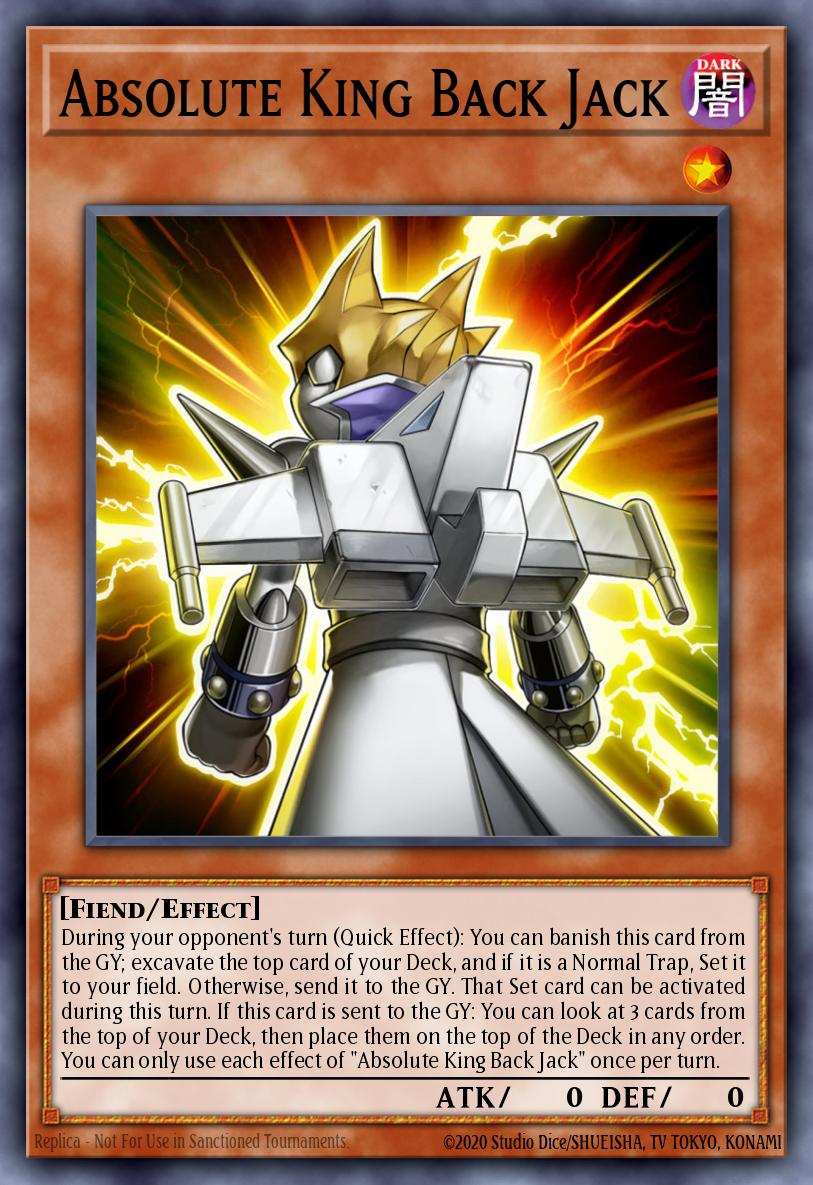 Absolute King Back Jack
DARK
闇
[Fiend/Effect]
During your opponent's turn (Quick Effect): You can banish this card from
the GY; excavate the top card of your Deck, and if it is a Normal Trap, Set it
to your field. Otherwise, send it to the GY. That Set card can be activated
during this turn. If this card is sent to the GY: You can look at 3 cards from
the top of your Deck, then place them on the top of the Deck in any order.
You can only use each effect of "Absolute King Back Jack" once per turn.
ATK/ 0 DEF/ 0
Replica - Not For Use in Sanctioned Tournaments. ©2020 Studio Dice/SHUEISHA, TV TOKYO, KONAMI